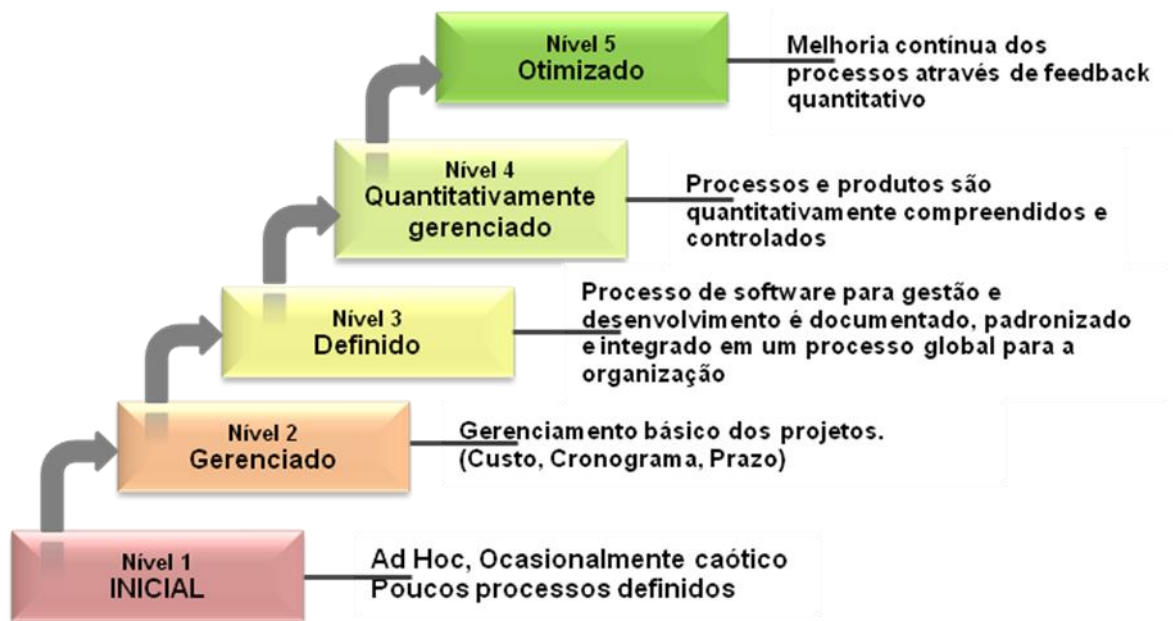 Nível 5
Otimizado
Melhoria contínua dos
processos através de feedback
quantitativo
Nível 4
Quantitativamente
gerenciado
Processos e produtos são
quantitativamente compreendidos e
controlados
Nível 3
Definido
Processo de software para gestão e
desenvolvimento é documentado, padronizado
e integrado em um processo global para a
organização
Nível 2
Gerenciado
Gerenciamento básico dos projetos.
(Custo, Cronograma, Prazo)
Nível 1
INICIAL
Ad Hoc, Ocasionalmente caótico
Poucos processos definidos